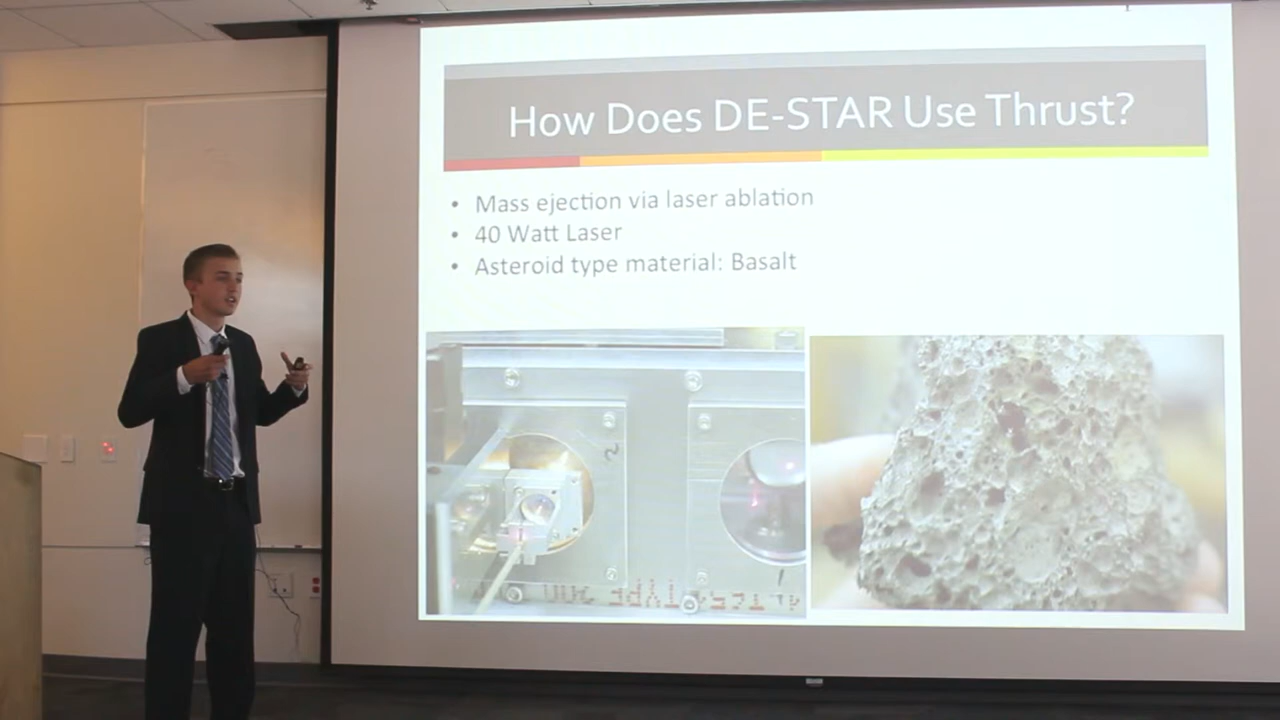 How Does DE-STAR Use Thrust?
• Mass ejection via laser ablation
• 40 Watt Laser
• Asteroid type material: Basalt